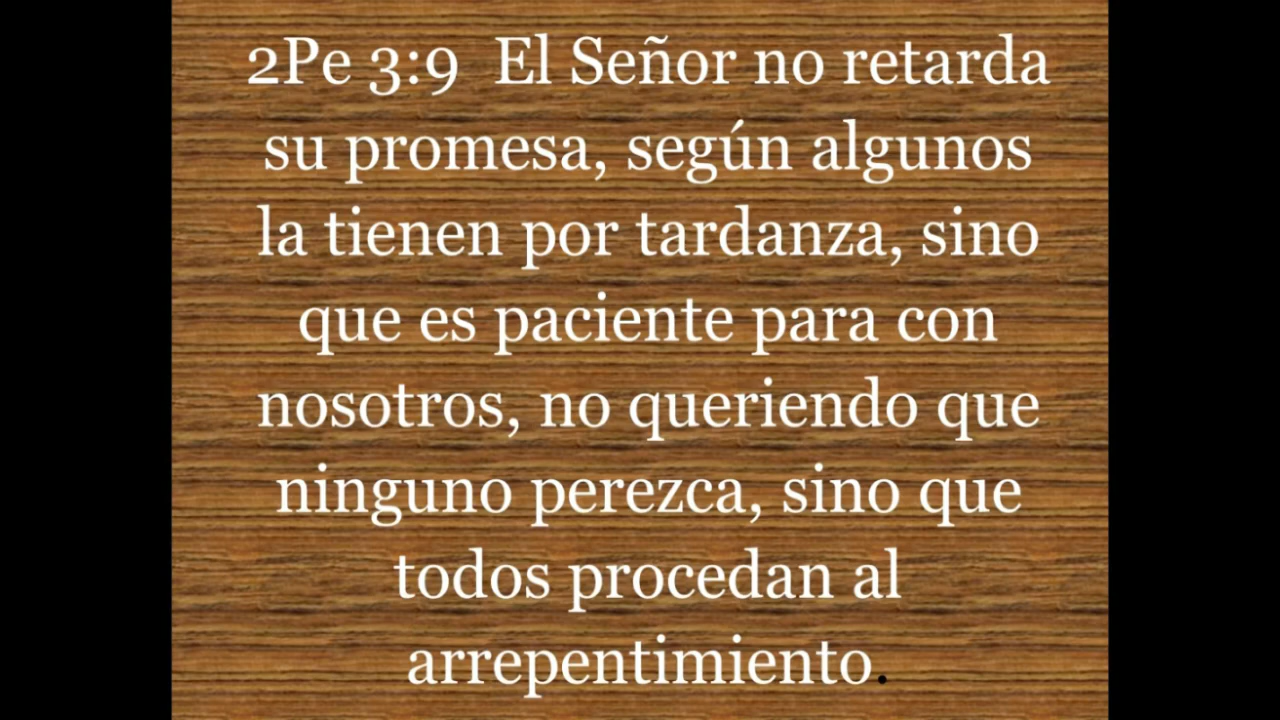 2Pe 3:9  El Señor no retarda
su promesa, según algunos
la tienen por tardanza, sino
que es paciente para con
nosotros, no queriendo que
ninguno perezca, sino que
todos procedan al
arrepentimiento.